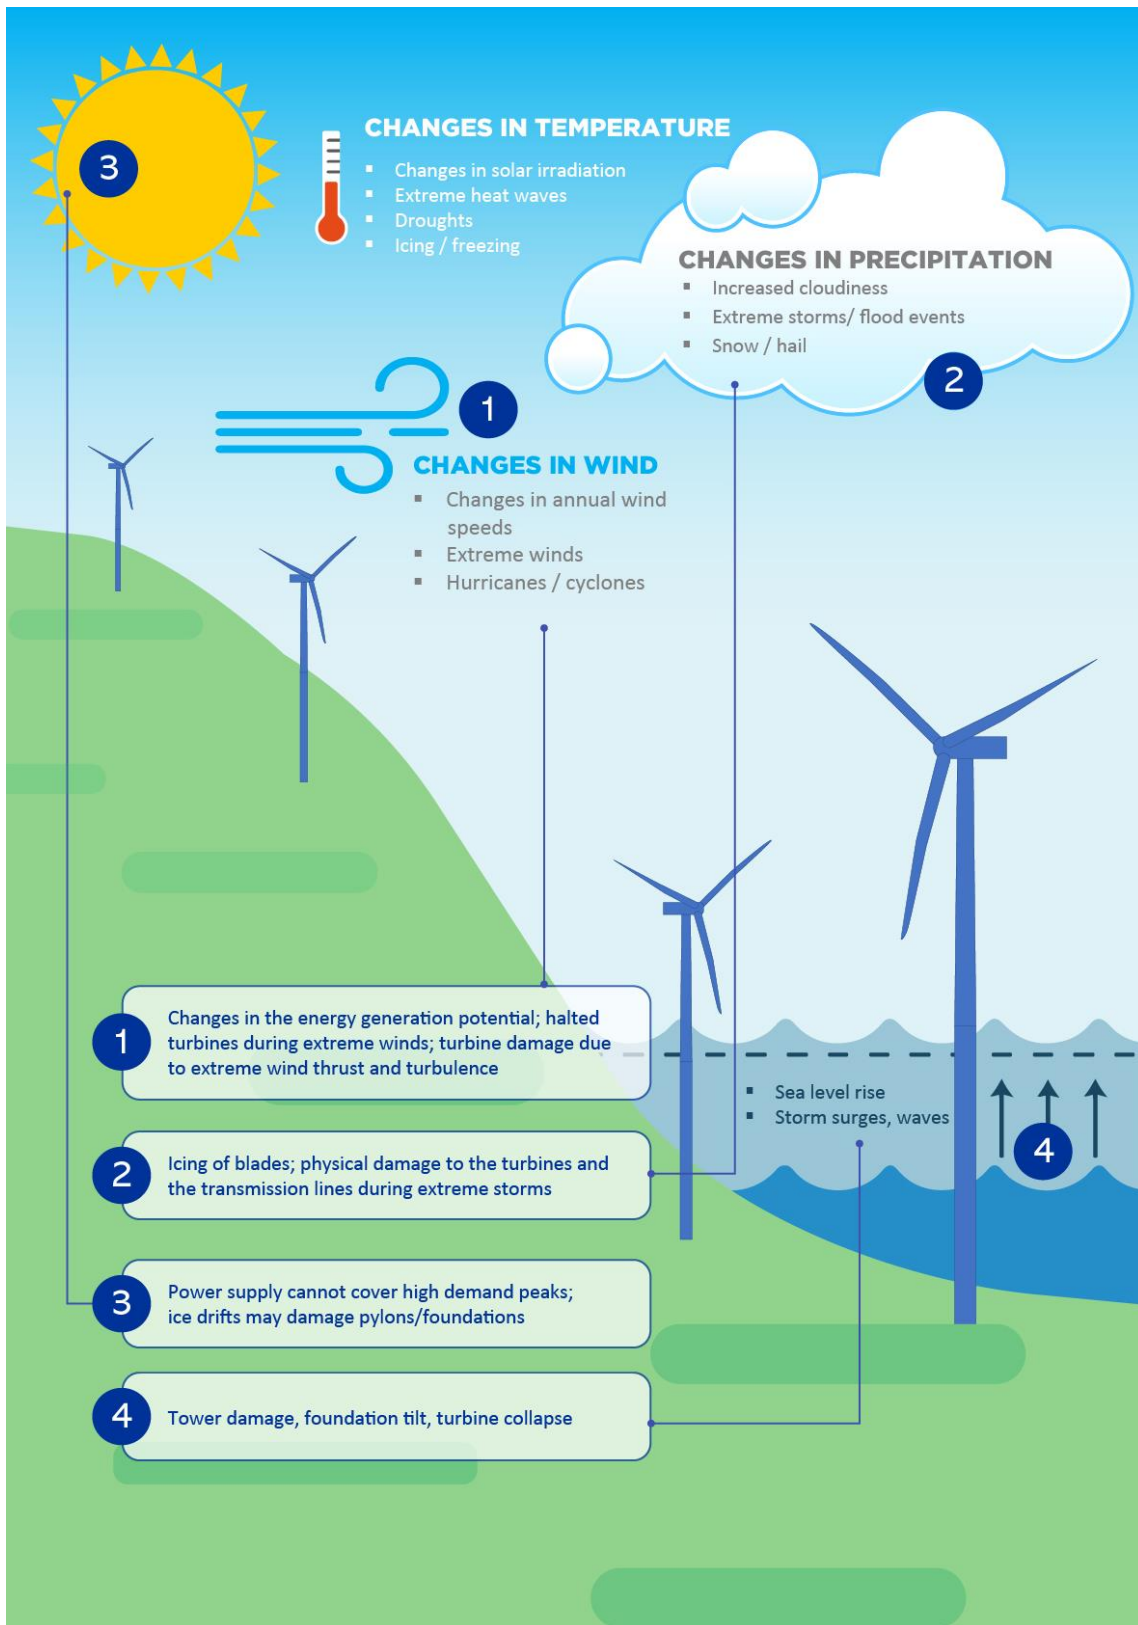 3
CHANGES IN TEMPERATURE
▪ Changes in solar irradiation
▪ Extreme heat waves
▪ Droughts
▪ Icing / freezing
CHANGES IN PRECIPITATION
▪ Increased cloudiness
▪ Extreme storms/ flood events
▪ Snow / hail
2
1
CHANGES IN WIND
▪ Changes in annual wind
speeds
▪ Extreme winds
▪ Hurricanes / cyclones
1
Changes in the energy generation potential; halted
turbines during extreme winds; turbine damage due
to extreme wind thrust and turbulence
▪ Sea level rise
▪ Storm surges, waves
4
2
Icing of blades; physical damage to the turbines and
the transmission lines during extreme storms
3
Power supply cannot cover high demand peaks;
ice drifts may damage pylons/foundations
4
Tower damage, foundation tilt, turbine collapse